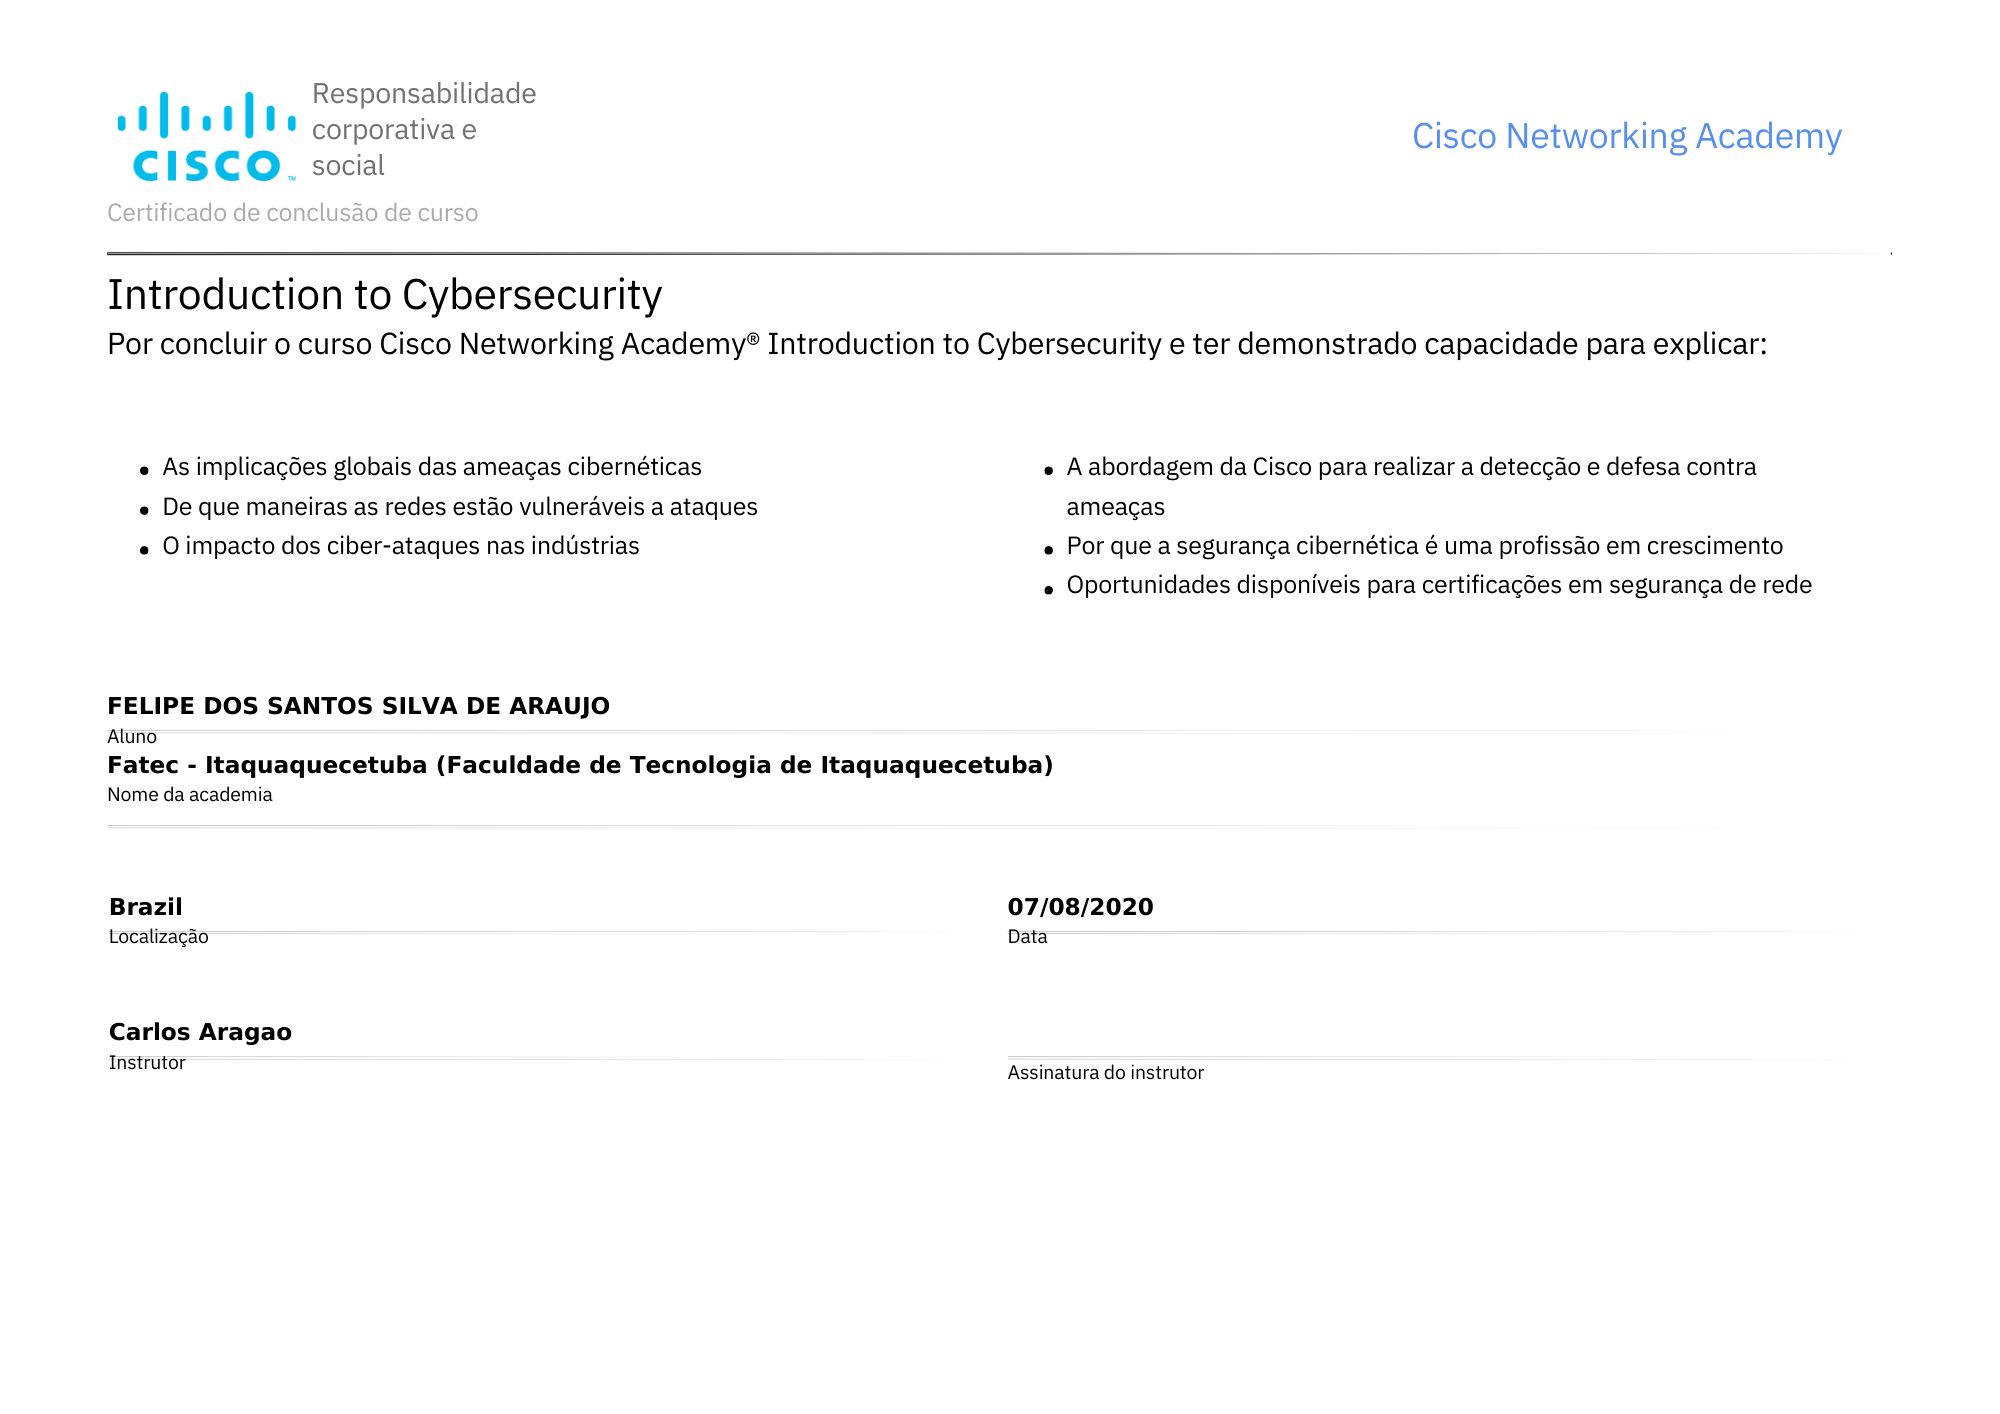 CISCO™
Responsabilidade
corporativa e
social
Cisco Networking Academy
Certificado de conclusão de curso
Introduction to Cybersecurity
Por concluir o curso Cisco Networking Academy® Introduction to Cybersecurity e ter demonstrado capacidade para explicar:
• As implicações globais das ameaças cibernéticas
• De que maneiras as redes estão vulneráveis a ataques
• O impacto dos ciber-ataques nas indústrias
• A abordagem da Cisco para realizar a detecção e defesa contra
ameaças
• Por que a segurança cibernética é uma profissão em crescimento
• Oportunidades disponíveis para certificações em segurança de rede
FELIPE DOS SANTOS SILVA DE ARAUJO
Aluno
Fatec - Itaquaquecetuba (Faculdade de Tecnologia de Itaquaquecetuba)
Nome da academia
Brazil
Localização
07/08/2020
Data
Carlos Aragao
Instrutor
Assinatura do instrutor